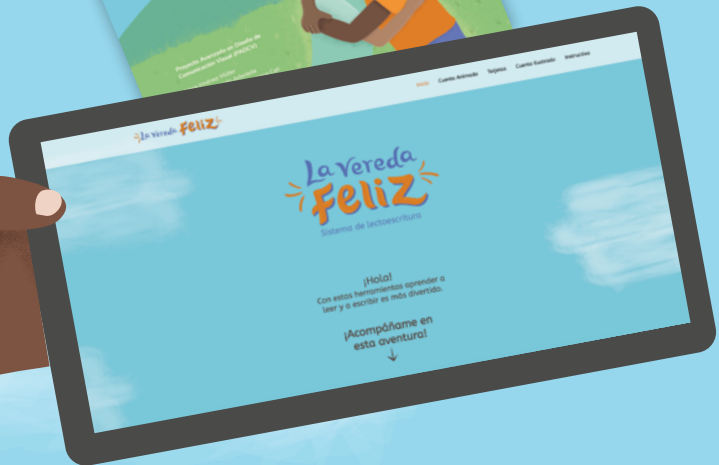 Proyecto Avanzado en Diseño de
Comunicación Visual (PADCV)
La Vereda Feliz
Inicio Cuento Animado Tarjetas Cuento Ilustrado Instructivo
La Vereda
Feliz
Sistema de lectoescritura
¡Hola!
Con estas herramientas aprender a
leer y a escribir es más divertido.
¡Acompáñame en
esta aventura!